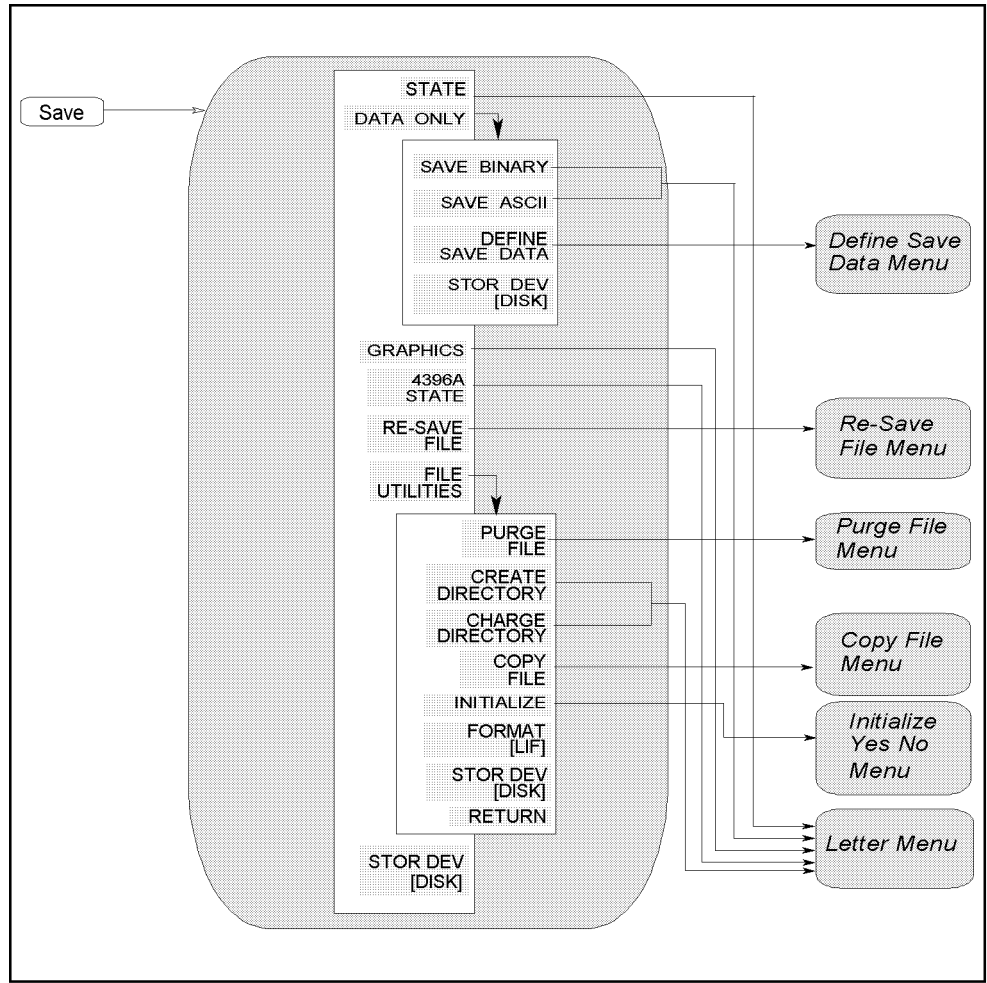 Save
STATE
DATA ONLY
SAVE BINARY
SAVE ASCII
DEFINE
SAVE DATA
STOR DEV
[DISK]
GRAPHICS
4396A
STATE
RE-SAVE
FILE
FILE
UTILITIES
PURGE
FILE
CREATE
DIRECTORY
CHARGE
DIRECTORY
COPY
FILE
INITIALIZE
FORMAT
[LIF]
STOR DEV
[DISK]
RETURN
STOR DEV
[DISK]
Define Save
Data Menu
Re-Save
File Menu
Purge File
Menu
Copy File
Menu
Initialize
Yes No
Menu
Letter Menu